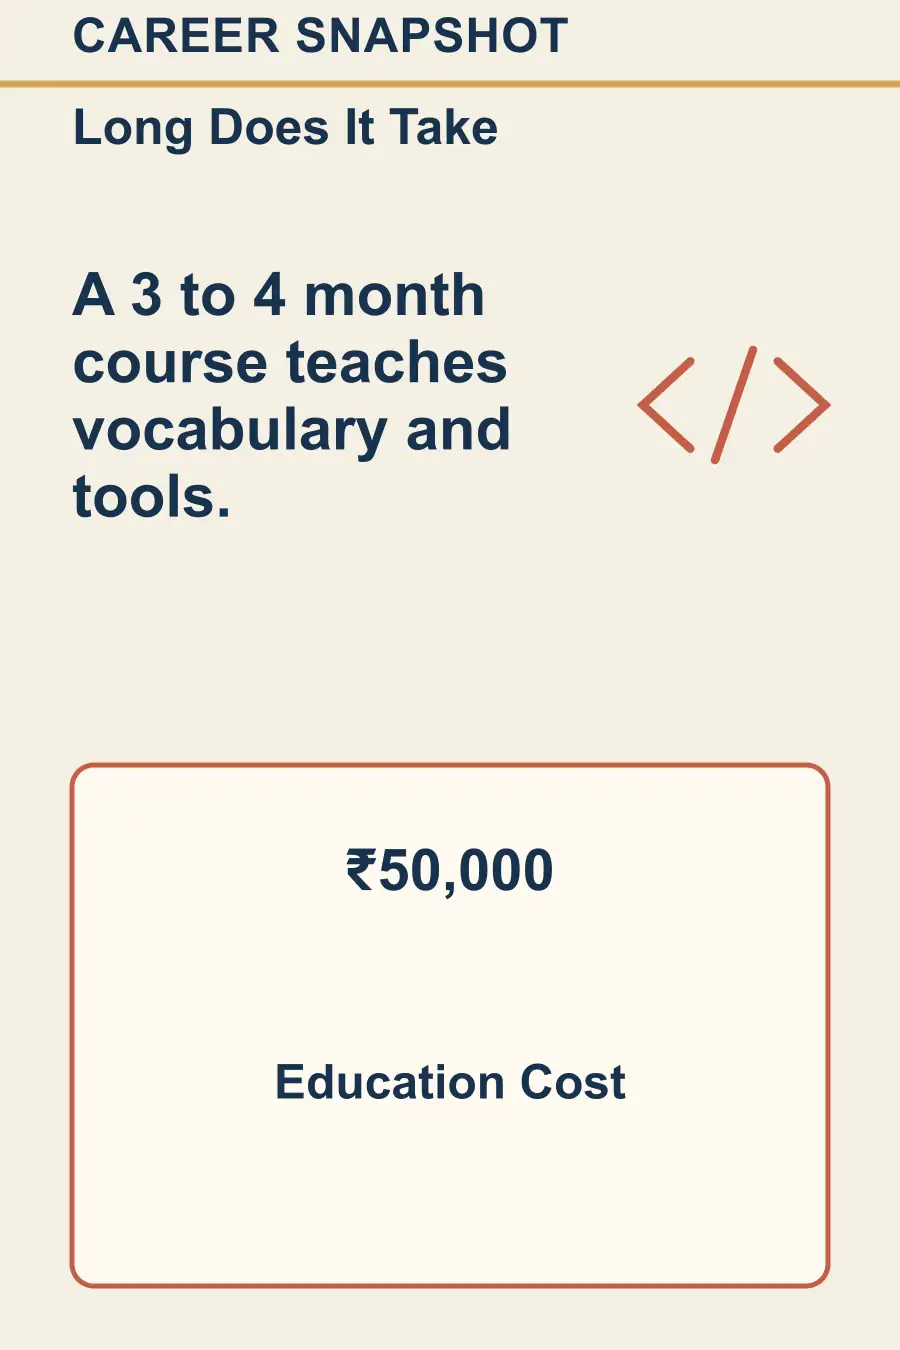 CAREER SNAPSHOT
Long Does It Take
A 3 to 4 month
course teaches
vocabulary and
tools.
₹50,000
Education Cost